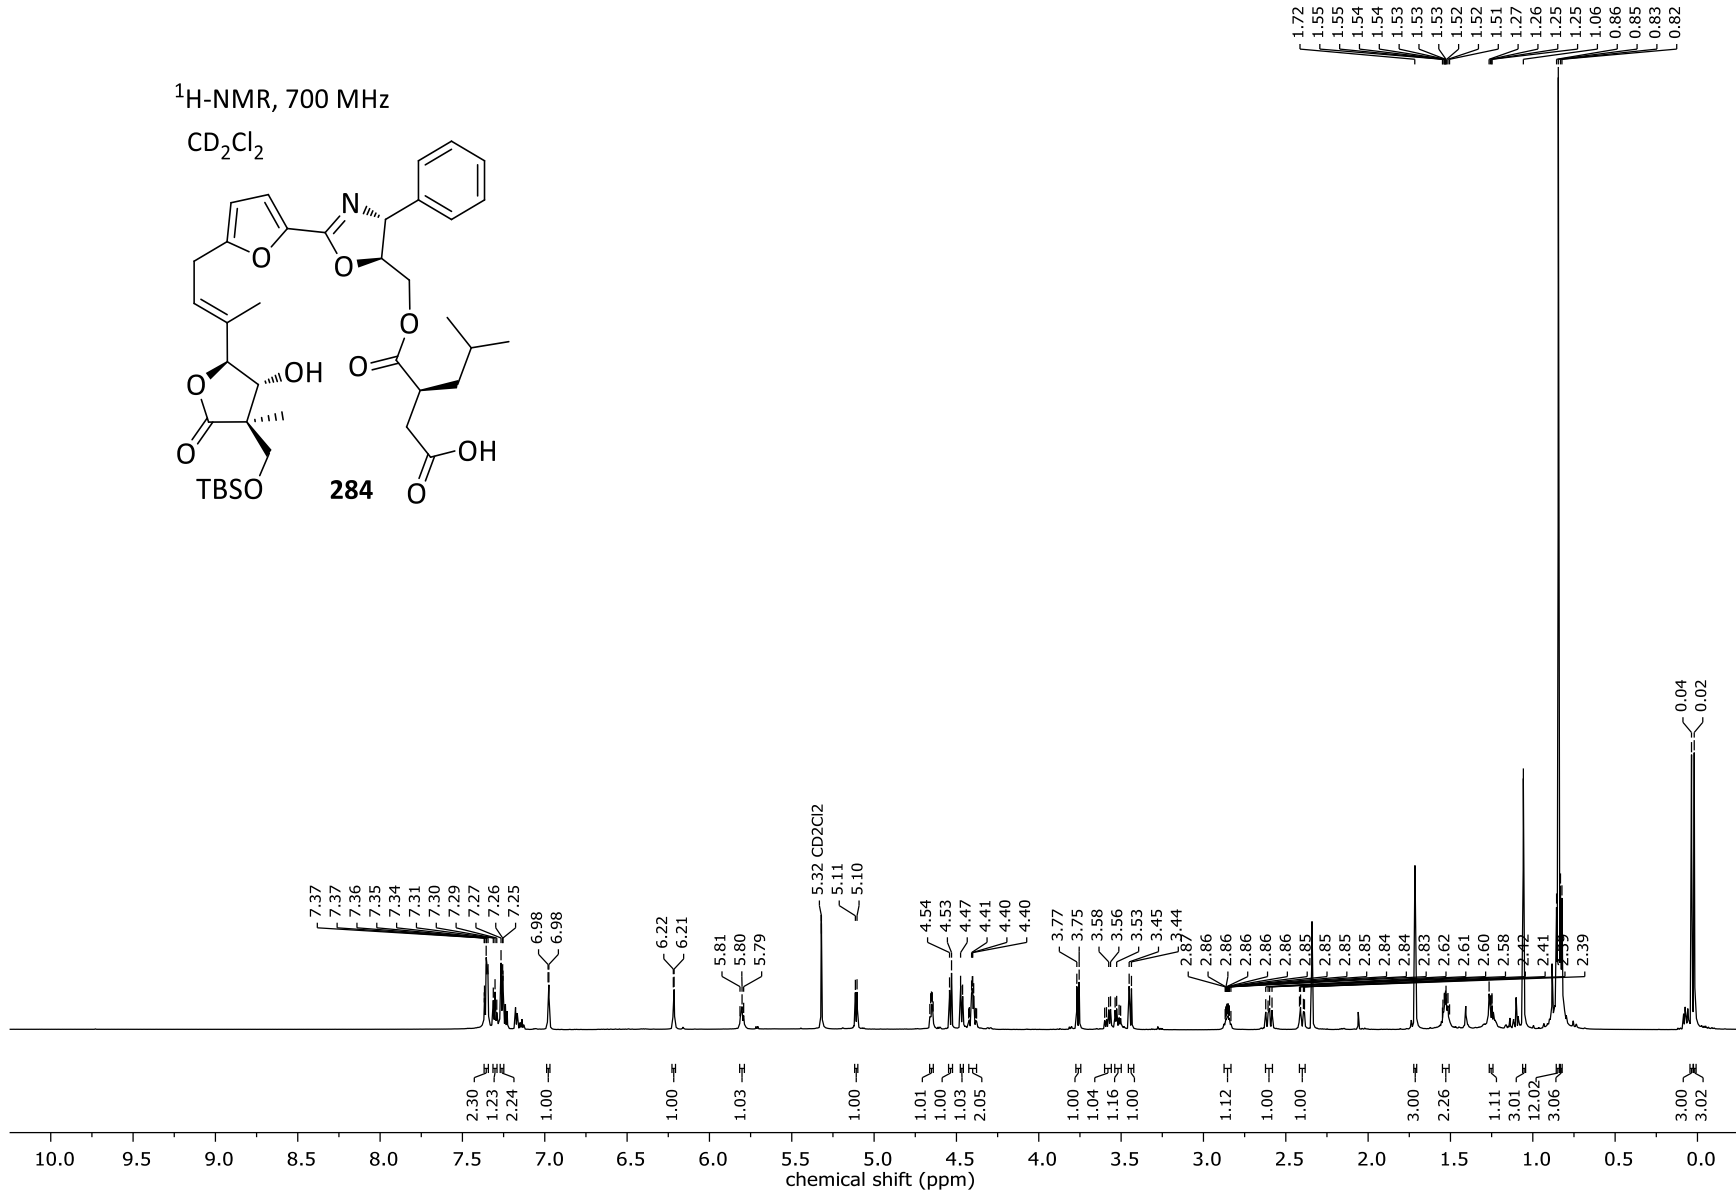 1.72 1.55 1.55 1.54 1.54 1.53 1.53 1.53 1.52 1.52 1.51 1.27 1.26 1.25 1.25 1.06 0.86 0.85 0.83 0.82
¹H-NMR, 700 MHz
CD₂Cl₂
N
O
O
O
O
O
OH
O
OH
O
TBSO
284
O
0.04 0.02
7.37 7.37 7.36 7.35 7.34 7.31 7.30 7.29 7.27 7.26 7.25 6.98 6.98 6.22 6.21 5.81 5.80 5.79 5.32 CD2Cl2 5.11 5.10 4.54 4.53 4.47 4.41 4.40 4.40 3.77 3.75 3.58 3.56 3.53 3.45 3.44 2.87 2.86 2.86 2.86 2.86 2.86 2.85 2.85 2.85 2.85 2.84 2.84 2.83 2.62 2.61 2.60 2.58 2.42 2.41 2.39 2.39
2.30 1.23 2.24 1.00 1.00 1.03 1.00 1.01 1.00 1.03 2.05 1.00 1.04 1.16 1.00 1.12 1.00 1.00 3.00 2.26 1.11 3.01 12.02 3.06 3.00 3.02
10.0 9.5 9.0 8.5 8.0 7.5 7.0 6.5 6.0 5.5 5.0 4.5 4.0 3.5 3.0 2.5 2.0 1.5 1.0 0.5 0.0
chemical shift (ppm)